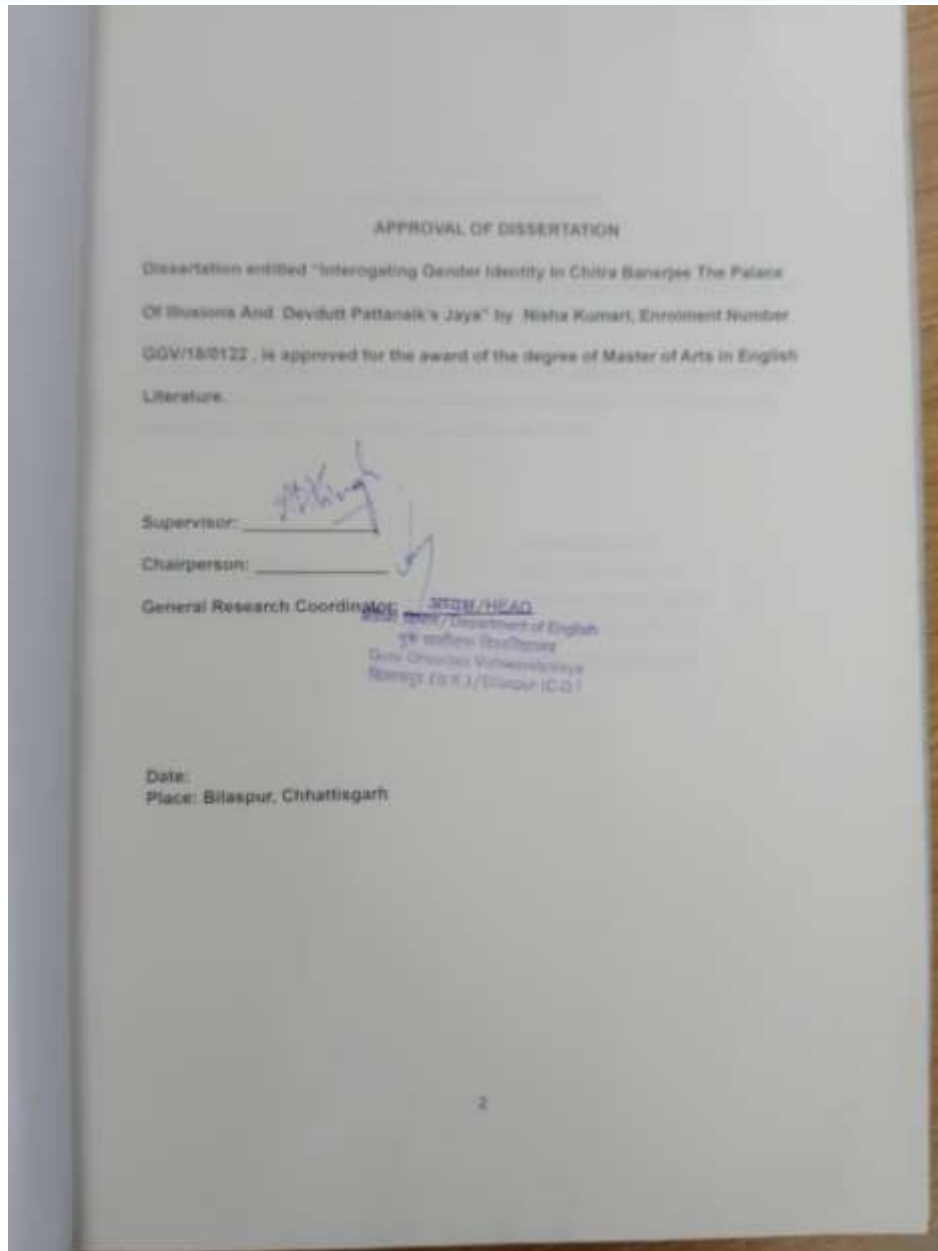 APPROVAL OF DISSERTATION
Dissertation entitled "Interogating Gender Identity In Chitra Banerjee The Palace
Of Illusions And Devdutt Pattanaik's Jaya" by Nisha Kumari, Enrolment Number
GGV/18/0122 , is approved for the award of the degree of Master of Arts in English
Literature.
Supervisor:
Chairperson:
General Research Coordinator: अध्यक्ष/HEAD
विभाग/Department of English
Guru Ghasidas Vishwavidyalaya
बिलासपुर (छ.ग.)/Bilaspur (C.G.)
Date:
Place: Bilaspur, Chhattisgarh
2